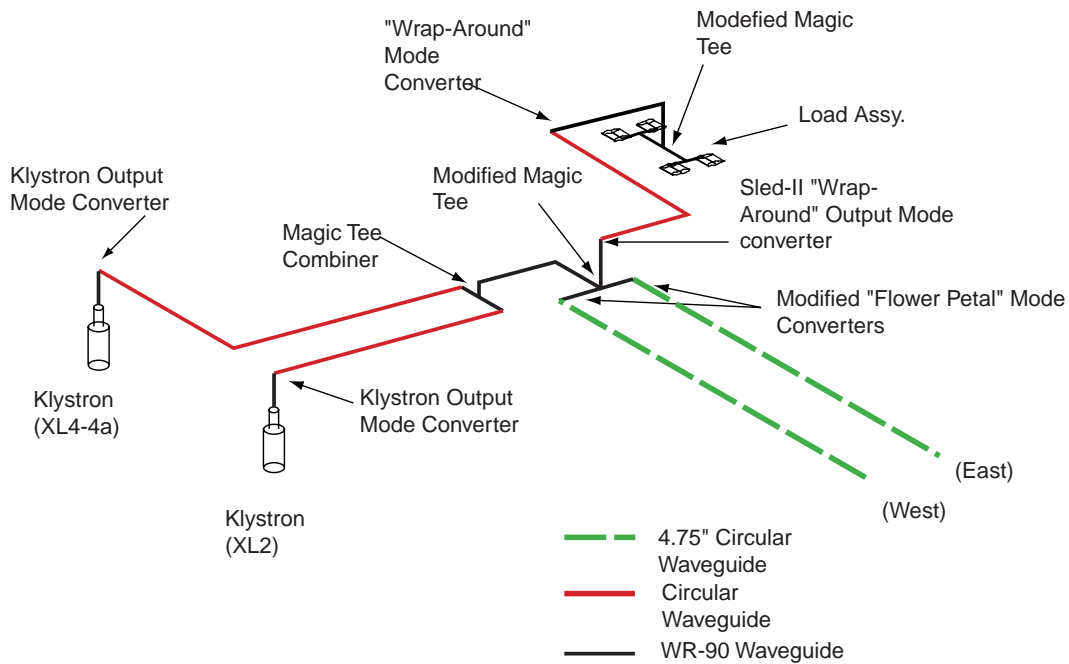 "Wrap-Around"
Mode
Converter
Modefied Magic
Tee
Load Assy.
Klystron Output
Mode Converter
Modified Magic
Tee
Sled-II "Wrap-
Around" Output Mode
converter
Magic Tee
Combiner
Modified "Flower Petal" Mode
Converters
Klystron
(XL4-4a)
Klystron Output
Mode Converter
(East)
(West)
Klystron
(XL2)
4.75" Circular
Waveguide
Circular
Waveguide
WR-90 Waveguide